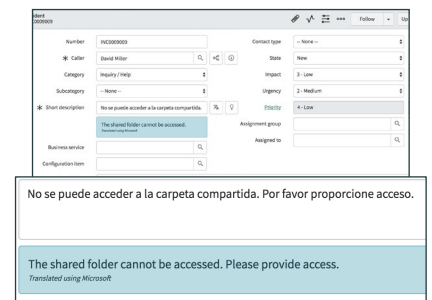 ident
C0009009
Follow
Up
Number
INC0009009
Contact type
-- None --
Caller
David Miller
State
New
Category
Inquiry / Help
Impact
3 - Low
Subcategory
-- None --
Urgency
2 - Medium
Short description
No se puede acceder a la carpeta compartida.
Priority
4 - Low
The shared folder cannot be accessed.
Translated using Microsoft
Assignment group
Assigned to
Business service
Configuration item
No se puede acceder a la carpeta compartida. Por favor proporcione acceso.
The shared folder cannot be accessed. Please provide access.
Translated using Microsoft